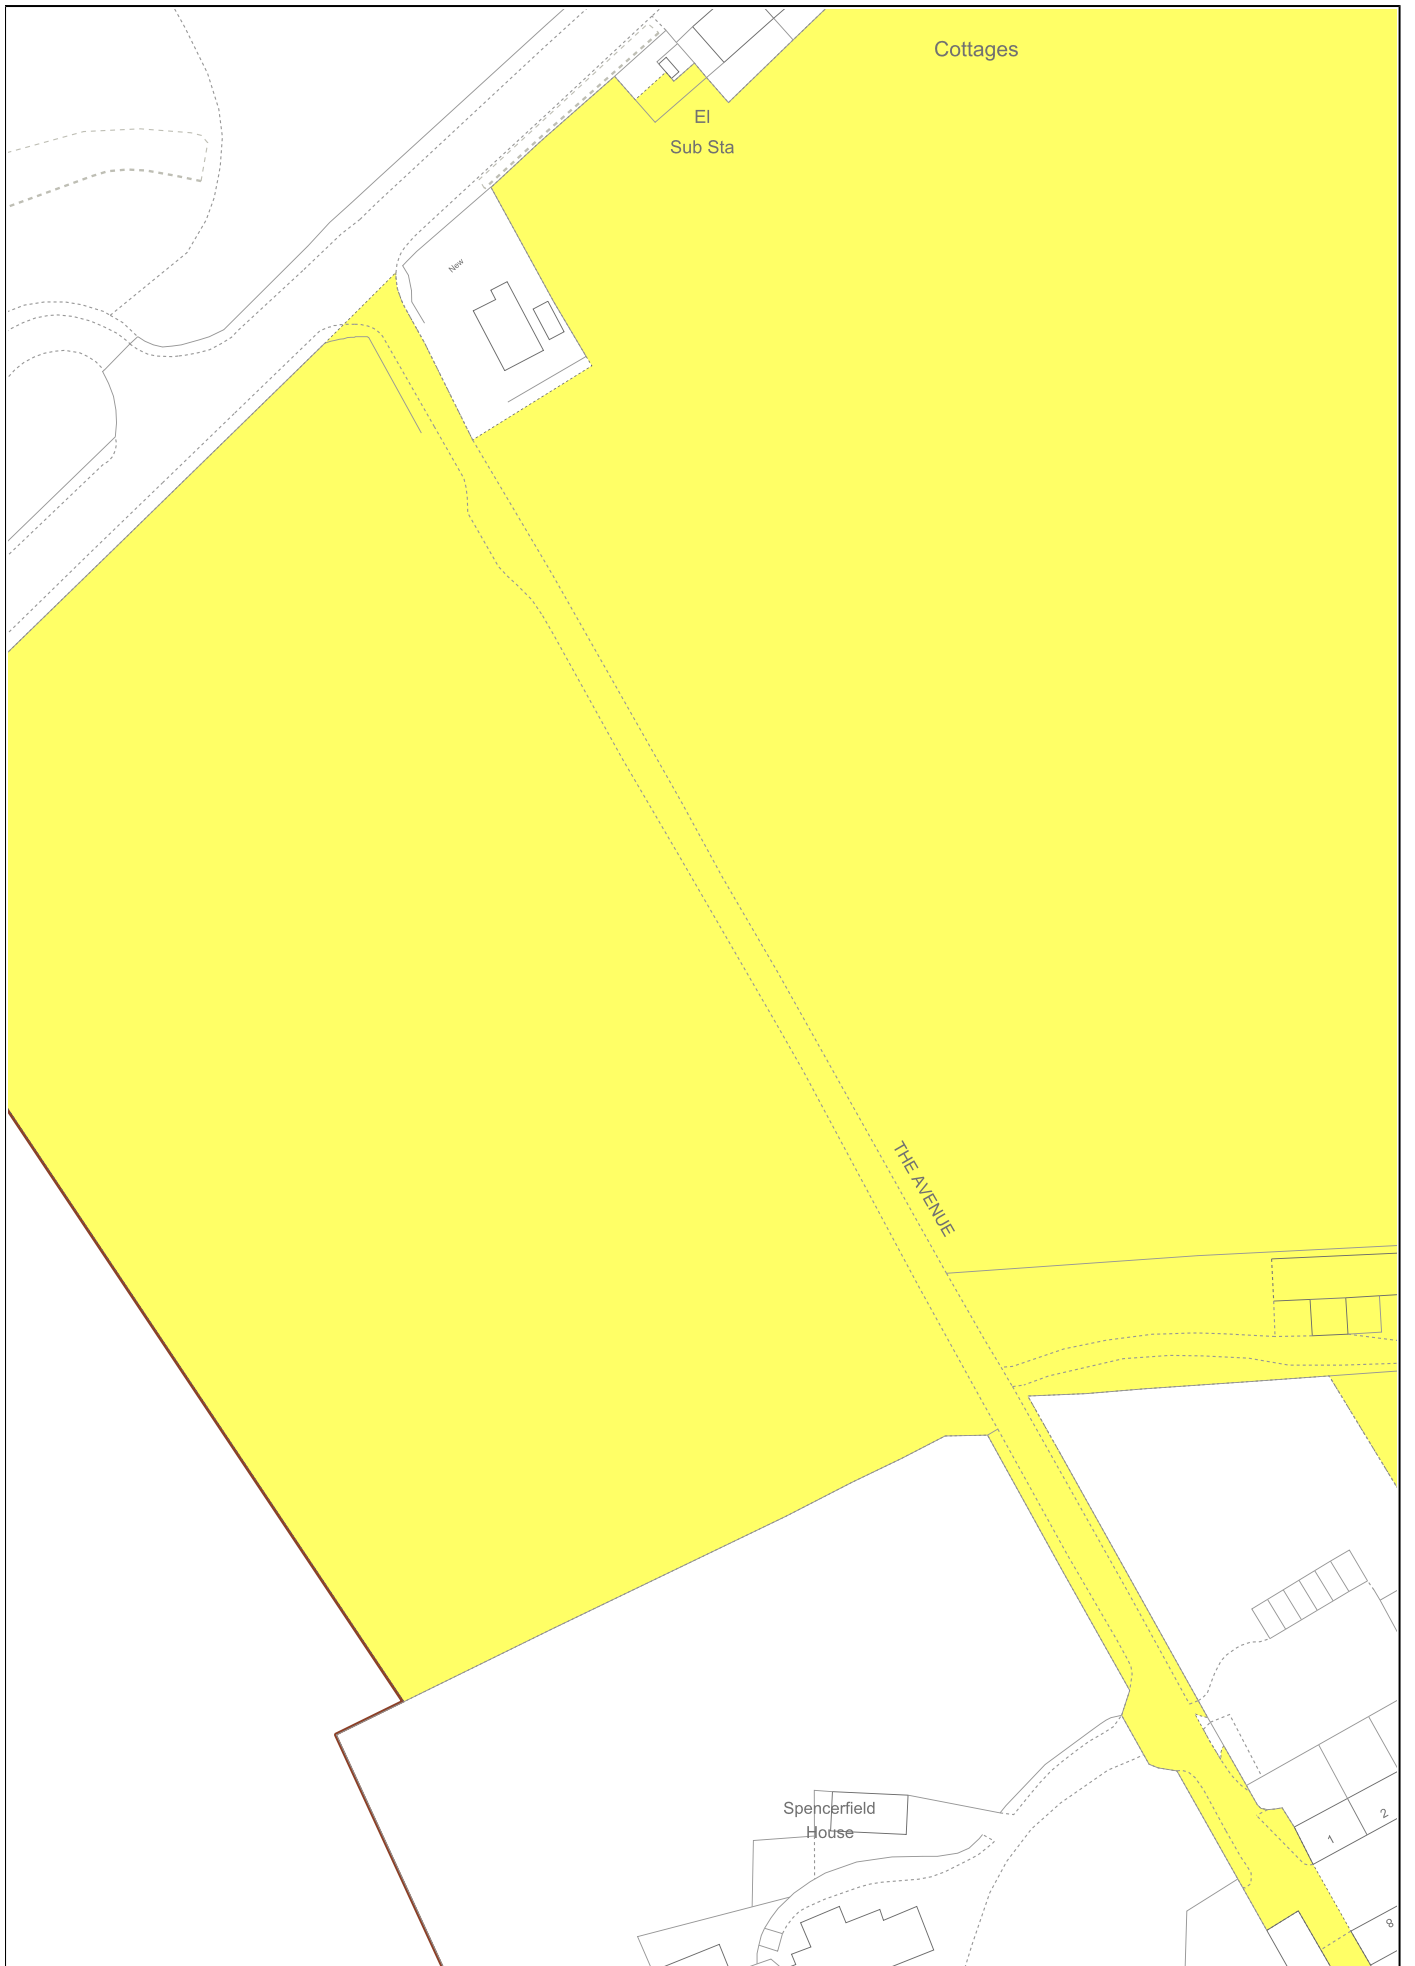 Cottages
El
Sub Sta
New
THE AVENUE
Spencerfield
House
1
2
8